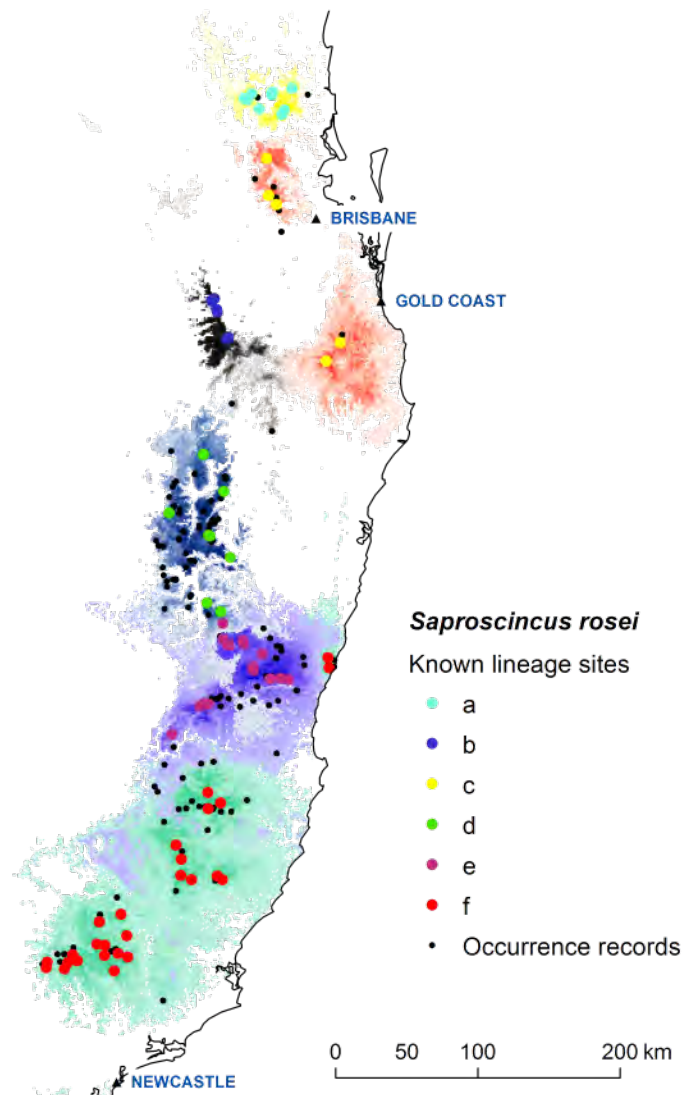 BRISBANE
GOLD COAST
Saproscincus rosei
Known lineage sites
a
b
c
d
e
f
Occurrence records
0 50 100 200 km
NEWCASTLE